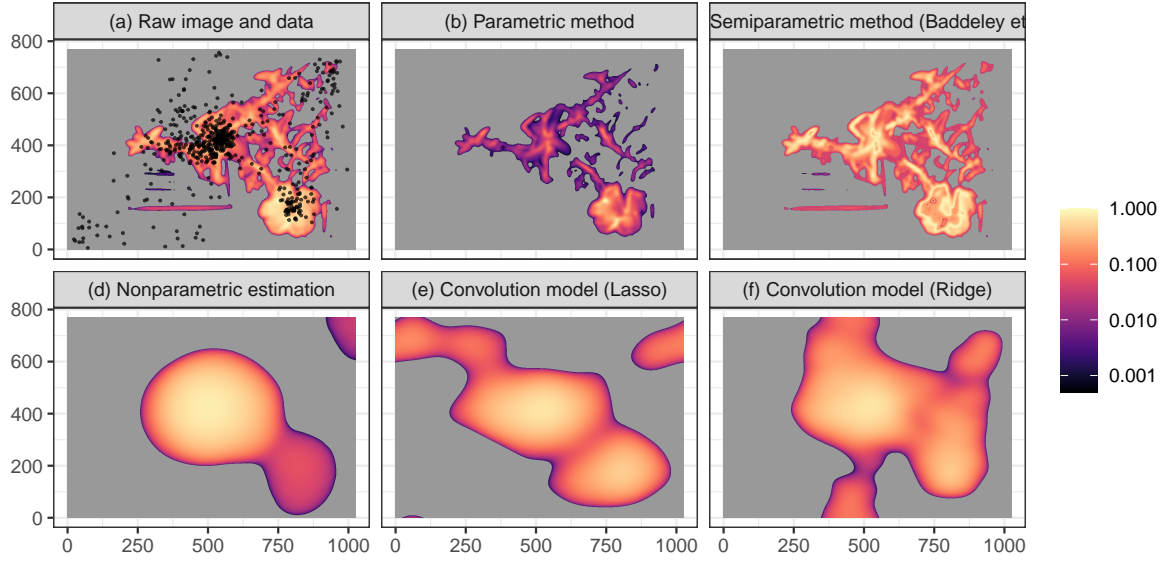 (a) Raw image and data
(b) Parametric method
Semiparametric method (Baddeley et
800
600
400
200
0
(d) Nonparametric estimation
(e) Convolution model (Lasso)
(f) Convolution model (Ridge)
800
600
400
200
0
0 250 500 750 1000
0 250 500 750 1000
0 250 500 750 1000
1.000
0.100
0.010
0.001